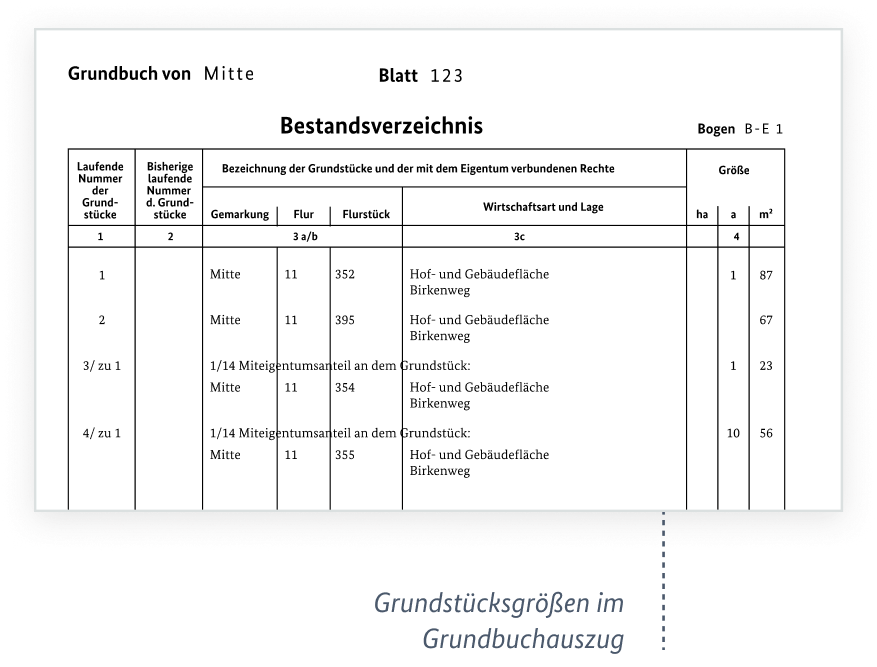 Grundbuch von Mitte Blatt 123
Bestandsverzeichnis
Bogen B-E 1
Laufende Nummer der Grund-stücke
Bisherige laufende Nummer d. Grund-stücke
Bezeichnung der Grundstücke und der mit dem Eigentum verbundenen Rechte
Größe
Gemarkung Flur Flurstück Wirtschaftsart und Lage ha a m²
1 2 3 a/b 3c 4
1 Mitte 11 352 Hof- und Gebäudefläche 1 87
Birkenweg
2 Mitte 11 395 Hof- und Gebäudefläche 67
Birkenweg
3/ zu 1 1/14 Miteigentumsanteil an dem Grundstück: 1 23
Mitte 11 354 Hof- und Gebäudefläche
Birkenweg
4/ zu 1 1/14 Miteigentumsanteil an dem Grundstück: 10 56
Mitte 11 355 Hof- und Gebäudefläche
Birkenweg
Grundstücksgrößen im
Grundbuchauszug